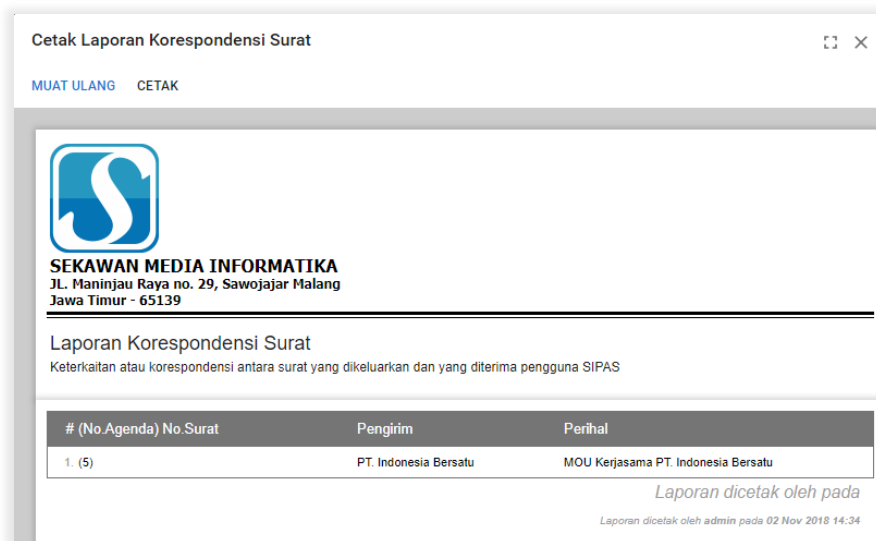 Cetak Laporan Korespondensi Surat
MUAT ULANG CETAK
S
SEKAWAN MEDIA INFORMATIKA
JL. Maninjau Raya no. 29, Sawojajar Malang
Jawa Timur - 65139
Laporan Korespondensi Surat
Keterkaitan atau korespondensi antara surat yang dikeluarkan dan yang diterima pengguna SIPAS
# (No.Agenda) No.Surat Pengirim Perihal
1. (5) PT. Indonesia Bersatu MOU Kerjasama PT. Indonesia Bersatu
Laporan dicetak oleh pada
Laporan dicetak oleh admin pada 02 Nov 2018 14:34